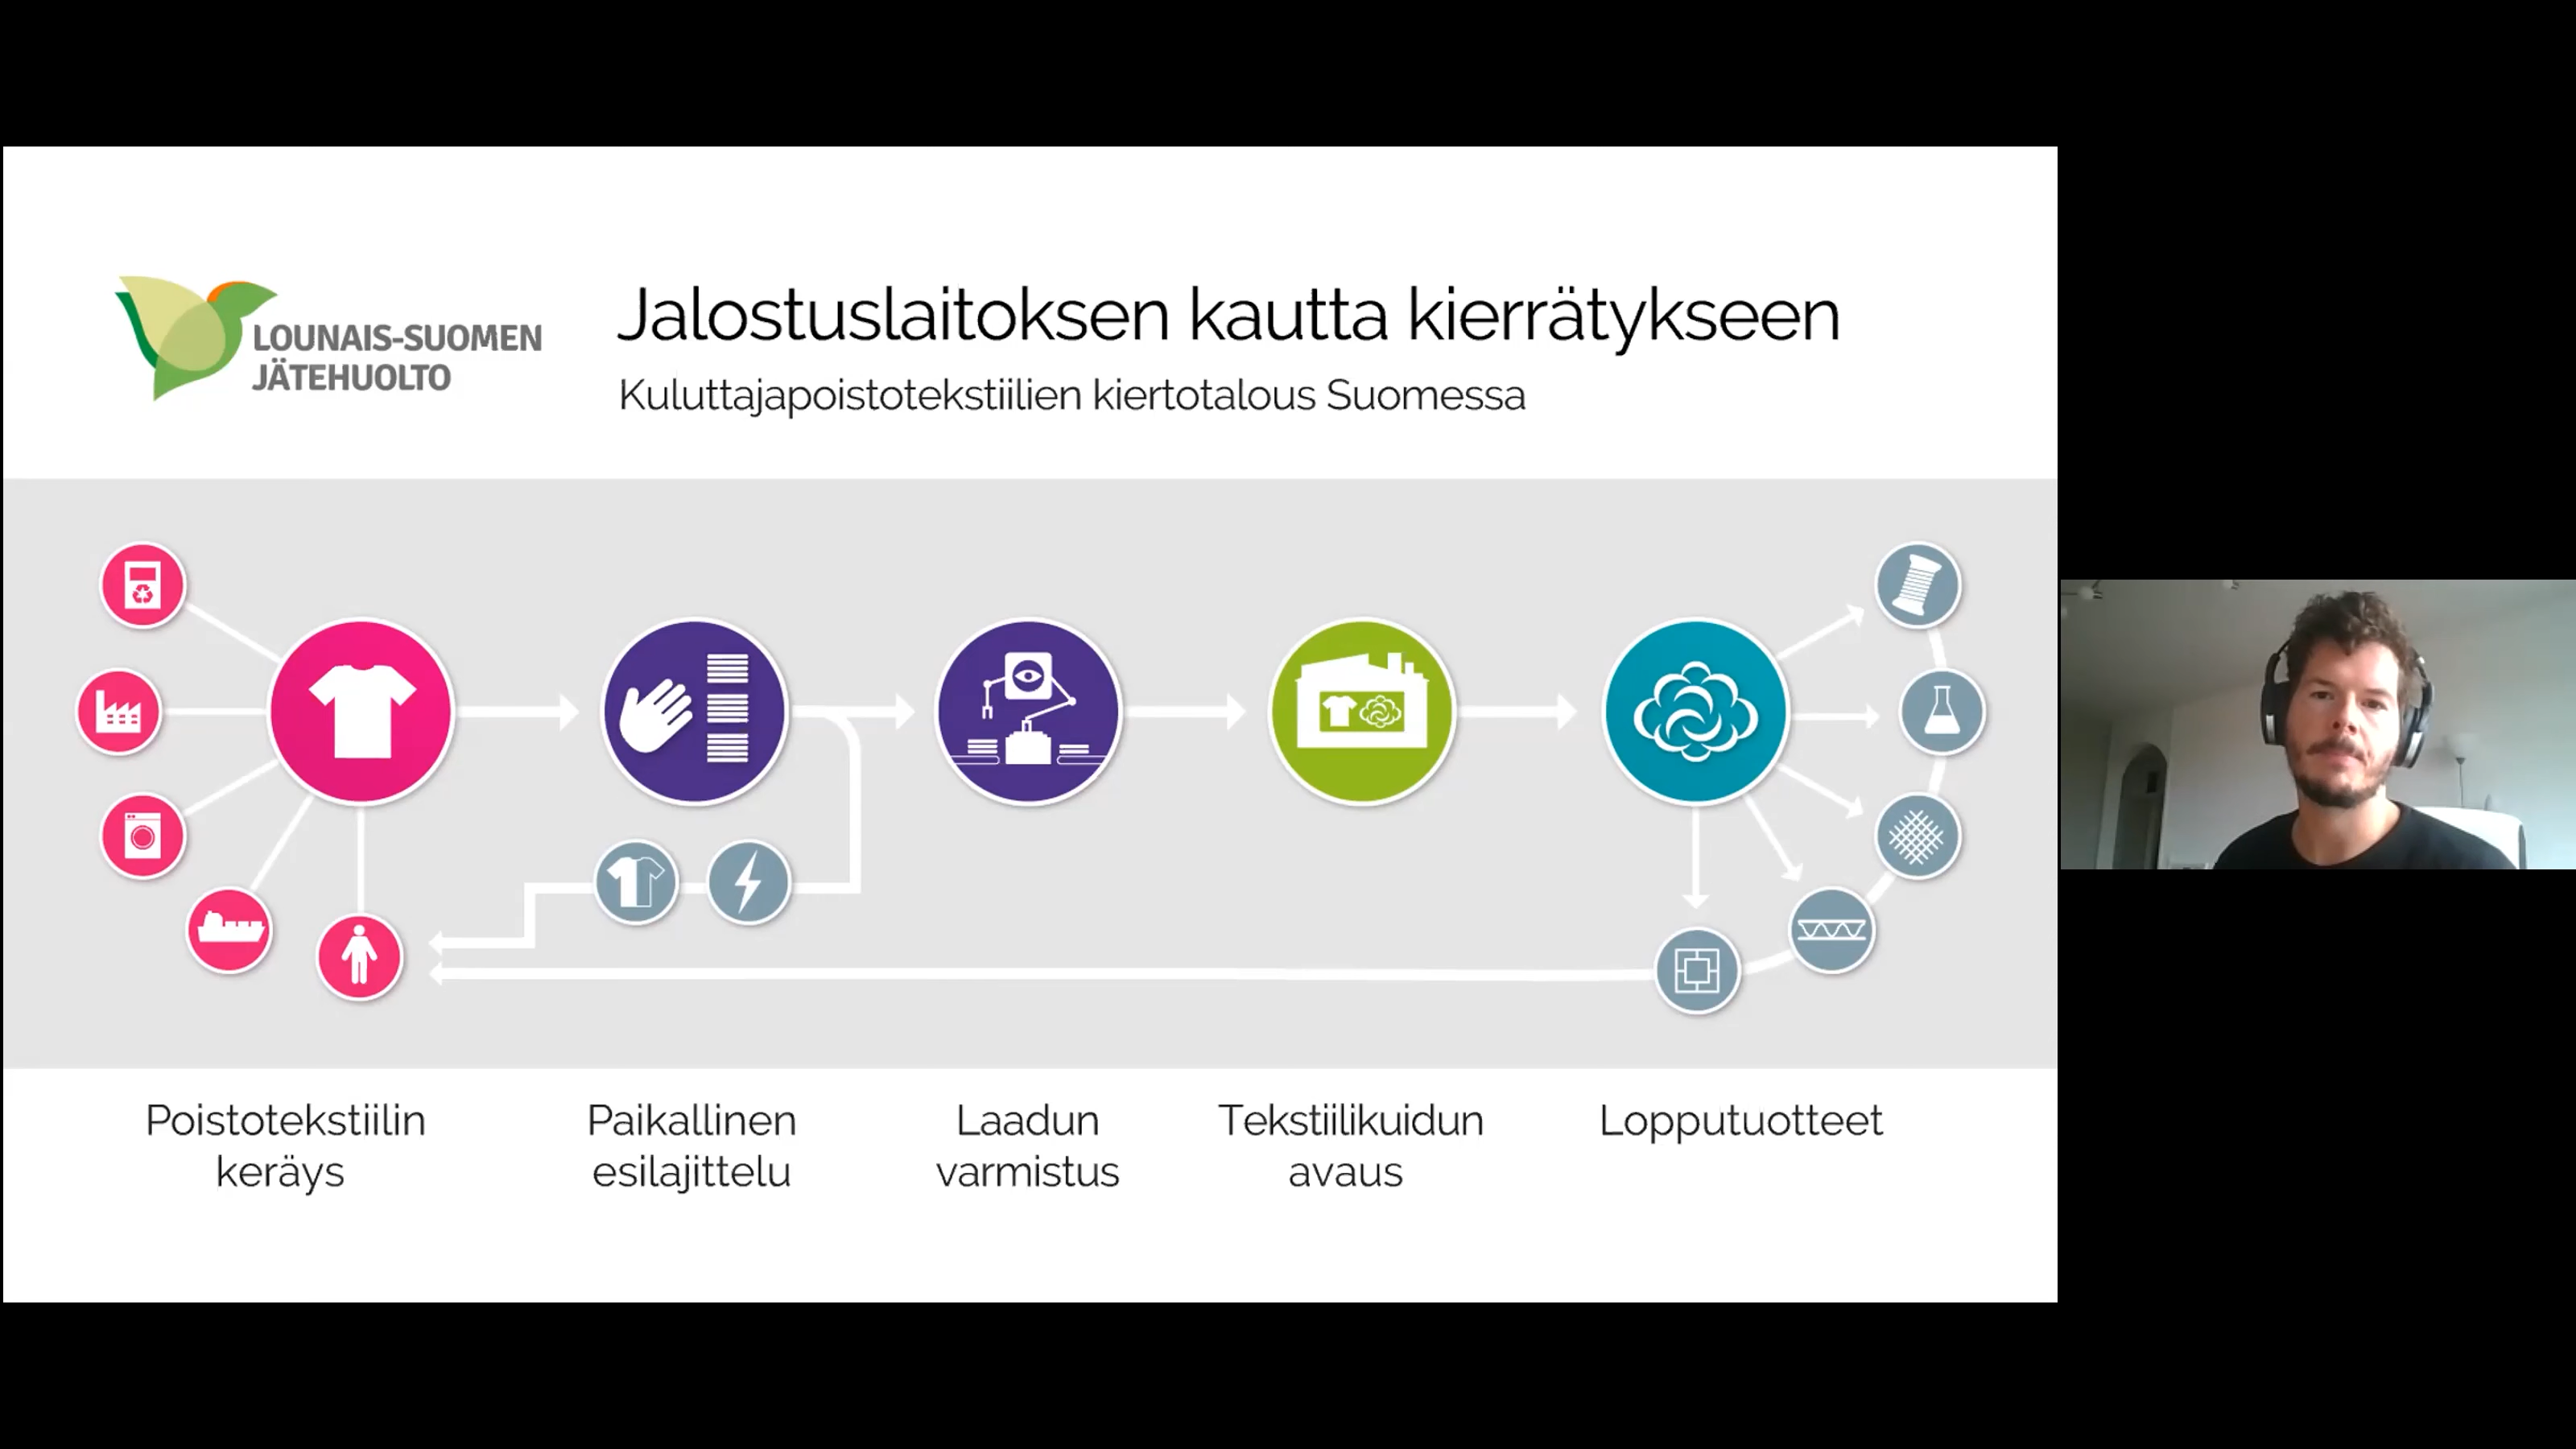 LOUNAIS-SUOMEN
JÄTEHUOLTO
Jalostuslaitoksen kautta kierrätykseen
Kuluttajapoistotekstiilien kiertotalous Suomessa
Poistotekstiilin
keräys
Paikallinen
esilajittelu
Laadun
varmistus
Tekstiilikuidun
avaus
Lopputuotteet